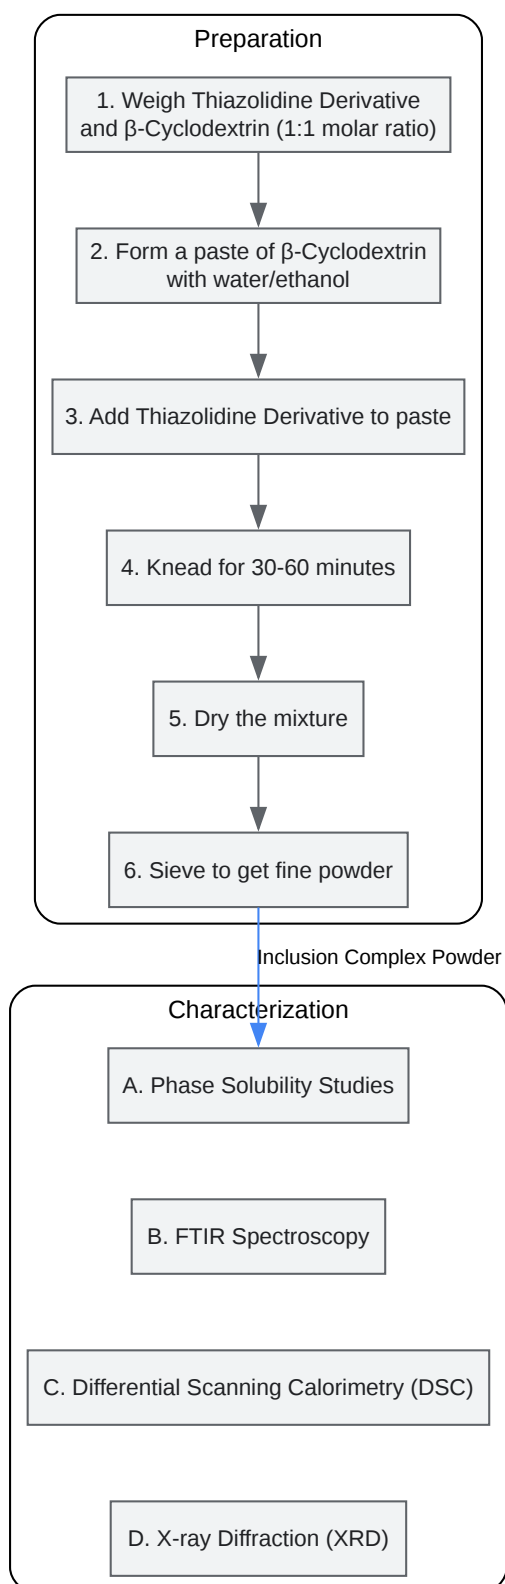 Preparation
1. Weigh Thiazolidine Derivative
and β-Cyclodextrin (1:1 molar ratio)
2. Form a paste of β-Cyclodextrin
with water/ethanol
3. Add Thiazolidine Derivative to paste
4. Knead for 30-60 minutes
5. Dry the mixture
6. Sieve to get fine powder
Inclusion Complex Powder
Characterization
A. Phase Solubility Studies
B. FTIR Spectroscopy
C. Differential Scanning Calorimetry (DSC)
D. X-ray Diffraction (XRD)